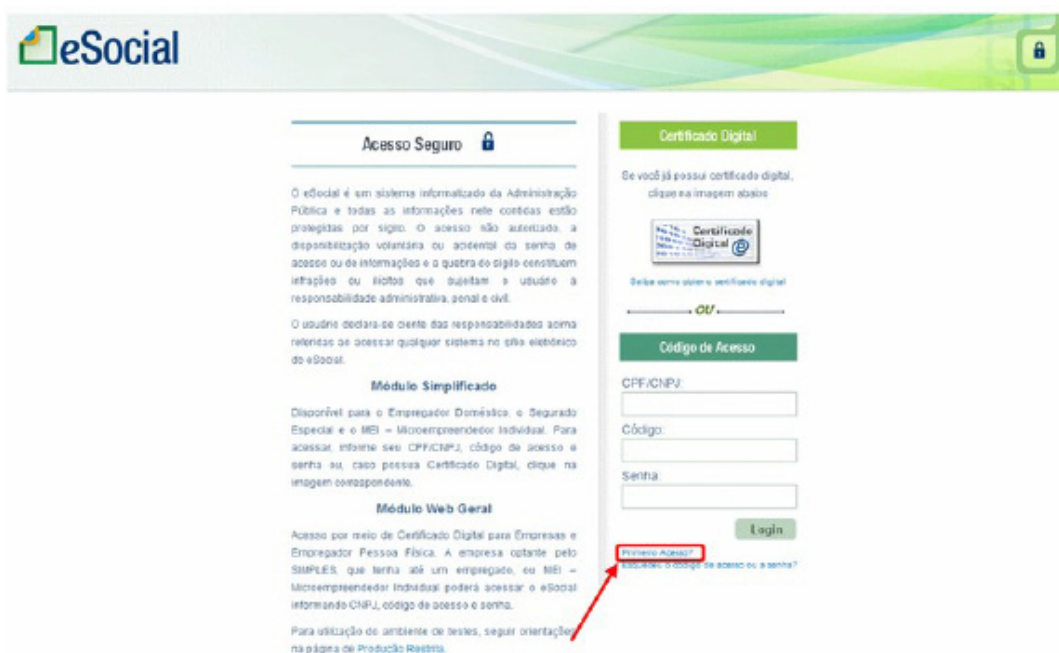 eSocial
Acesso Seguro
O eSocial é um sistema informatizado da Administração
Pública e todas as informações nele contidas estão
protegidas por sigilo. O acesso não autorizado, a
disponibilização voluntária ou acidental da senha de
acesso ou de informações e a quebra do sigilo constituem
infrações ou ilícitos que sujeitam o usuário à
responsabilidade administrativa, penal e civil.
O usuário declara-se ciente das responsabilidades acima
referidas ao acessar qualquer sistema no sítio eletrônico
do eSocial.
Módulo Simplificado
Disponível para o Empregador Doméstico, o Segurado
Especial e o MEI – Microempreendedor Individual. Para
acessar, informe seu CPF/CNPJ, código de acesso e
senha ou, caso possua Certificado Digital, clique na
imagem correspondente.
Módulo Web Geral
Acesso por meio de Certificado Digital para Empresas e
Empregador Pessoa Física. A empresa optante pelo
SIMPLES, que tenha até um empregado, ou MEI –
Microempreendedor Individual poderá acessar o eSocial
informando CNPJ, código de acesso e senha.
Para utilização do ambiente de testes, seguir orientações
na página de Produção Restrita.
Certificado Digital
Se você já possui certificado digital,
clique na imagem abaixo
Certificado
Digital
Saiba como obter o certificado digital
OU
Código de Acesso
CPF/CNPJ:
Código:
Senha:
Login
Primeiro Acesso?
Esqueceu o código de acesso ou a senha?